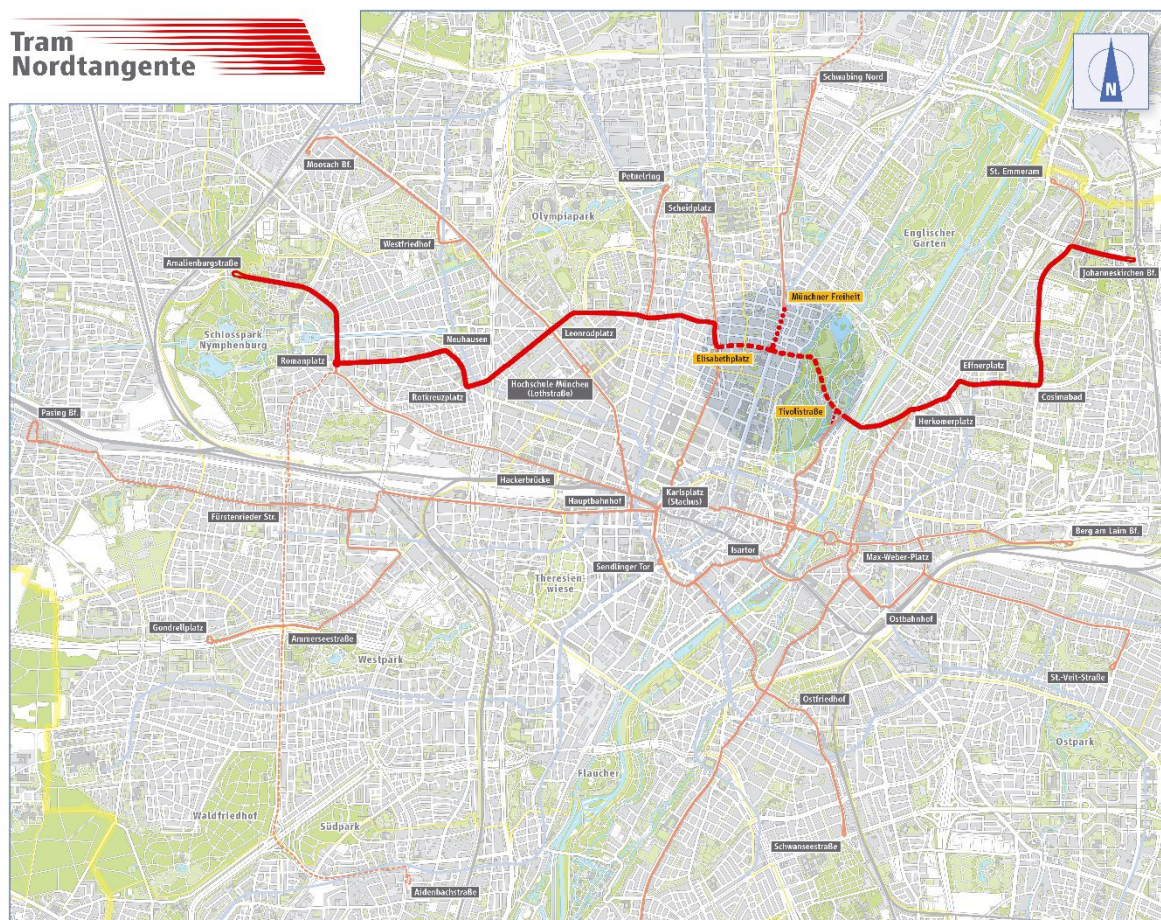 Tram
Nordtangente
N
Schwabing Nord
Moosach Bf.
St. Emmeram
Petuelring
Scheidplatz
Olympiapark
Englischer
Garten
Westfriedhof
Amalienburgstraße
Johanneskirchen Bf.
Münchner Freiheit
Schlosspark
Nymphenburg
Neuhausen
Leonrodplatz
Romanplatz
Elisabethplatz
Effnerplatz
Hochschule München
(Lothstraße)
Rotkreuzplatz
Cosimabad
Tivolistraße
Herkomerplatz
Pasing Bf.
Hackerbrücke
Karlsplatz
(Stachus)
Hauptbahnhof
Fürstenrieder Str.
Berg am Laim Bf.
Isartor
Max-Weber-Platz
Sendlinger Tor
Theresien-
wiese
Ostbahnhof
Gondrellplatz
Ammerseestraße
Westpark
St.-Veit-Straße
Ostfriedhof
Ostpark
Flaucher
Waldfriedhof
Südpark
Schwanseestraße
Aidenbachstraße